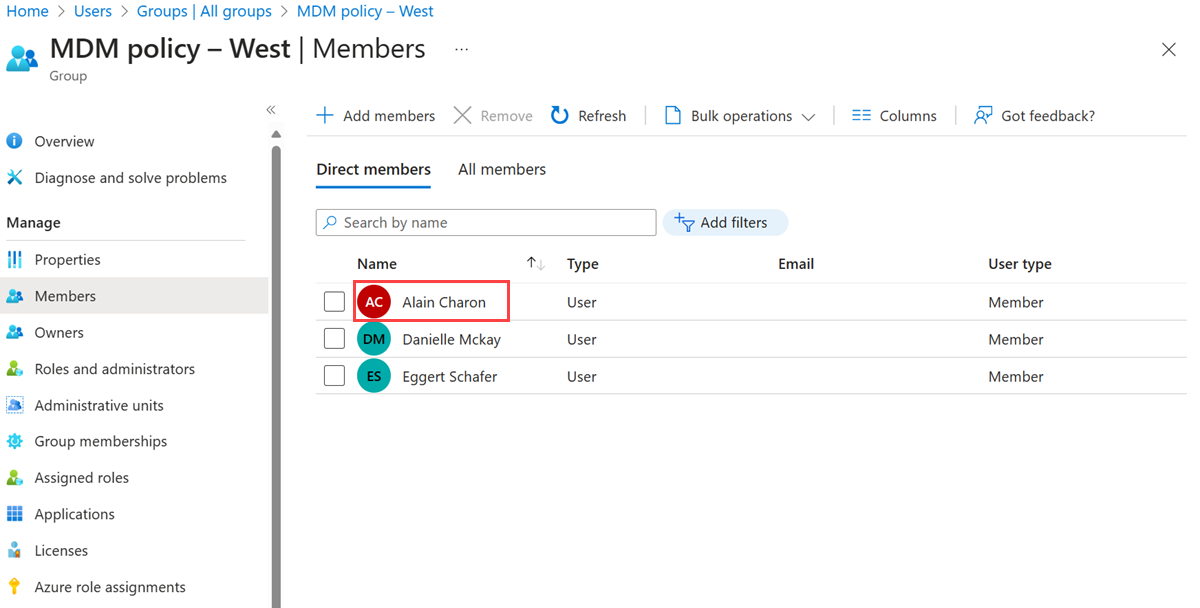 Home > Users > Groups | All groups > MDM policy – West
MDM policy – West | Members ...
Group
«
Overview
Diagnose and solve problems
Manage
Properties
Members
Owners
Roles and administrators
Administrative units
Group memberships
Assigned roles
Applications
Licenses
Azure role assignments
Add members Remove Refresh Bulk operations Columns Got feedback?
Direct members All members
Search by name Add filters
Name Type Email User type
AC Alain Charon User Member
DM Danielle Mckay User Member
ES Eggert Schafer User Member